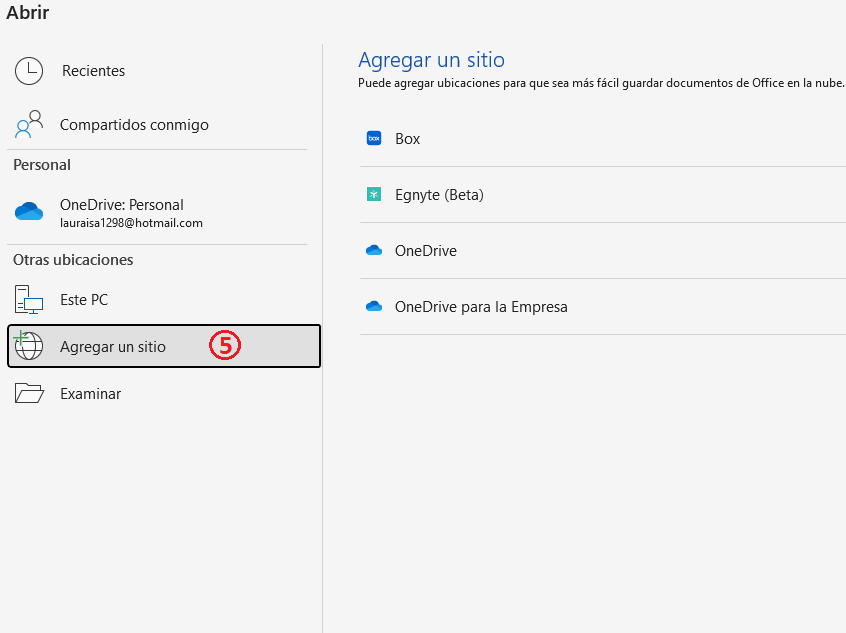 Abrir
Recientes
Compartidos conmigo
Personal
OneDrive: Personal
lauraisa1298@hotmail.com
Otras ubicaciones
Este PC
Agregar un sitio
5
Examinar
Agregar un sitio
Puede agregar ubicaciones para que sea más fácil guardar documentos de Office en la nube.
box
Box
Egnyte (Beta)
OneDrive
OneDrive para la Empresa